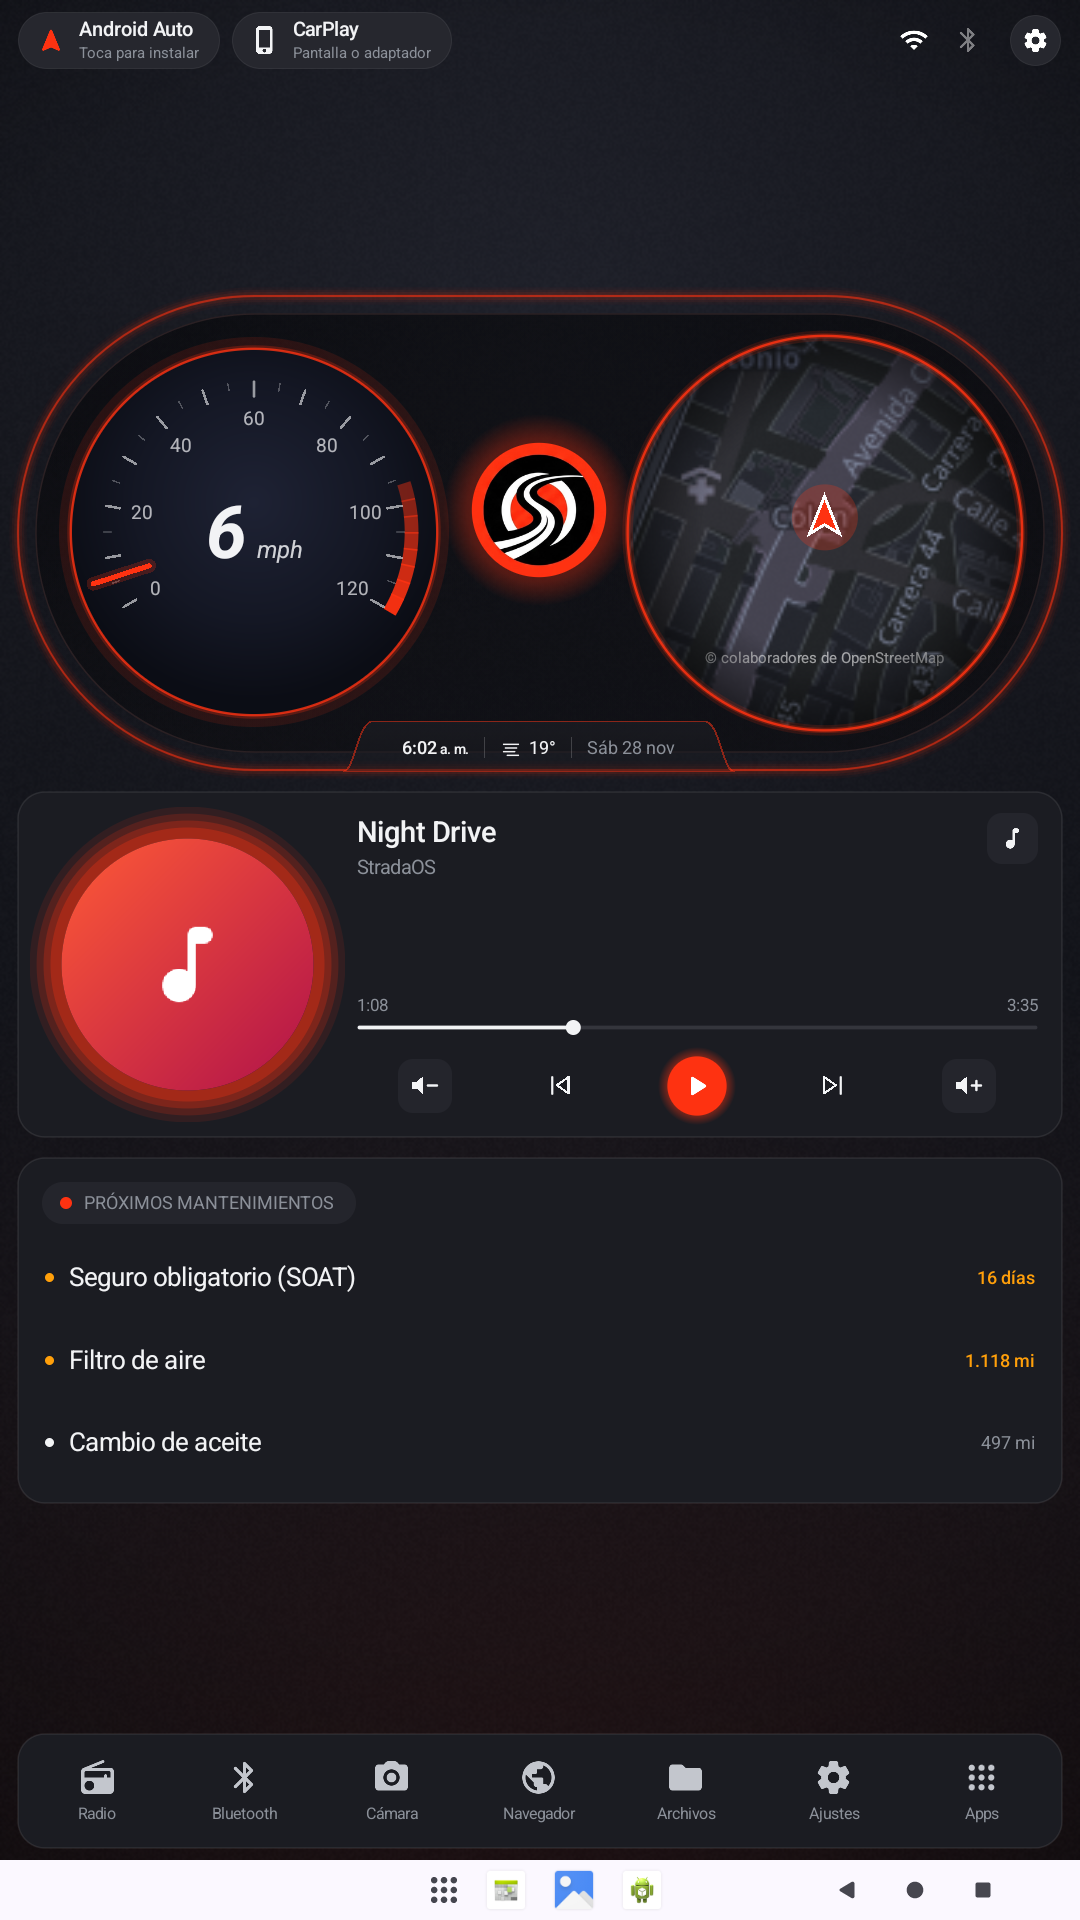 Android Auto
Toca para instalar
CarPlay
Pantalla o adaptador
60
40
80
20
100
0
120
6 mph
Avenida C
Carrera
Calle
Carrera 44
Calle
Colón
© colaboradores de OpenStreetMap
6:02 a. m.
19°
Sáb 28 nov
Night Drive
StradaOS
1:08
3:35
PRÓXIMOS MANTENIMIENTOS
Seguro obligatorio (SOAT)
16 días
Filtro de aire
1.118 mi
Cambio de aceite
497 mi
Radio
Bluetooth
Cámara
Navegador
Archivos
Ajustes
Apps